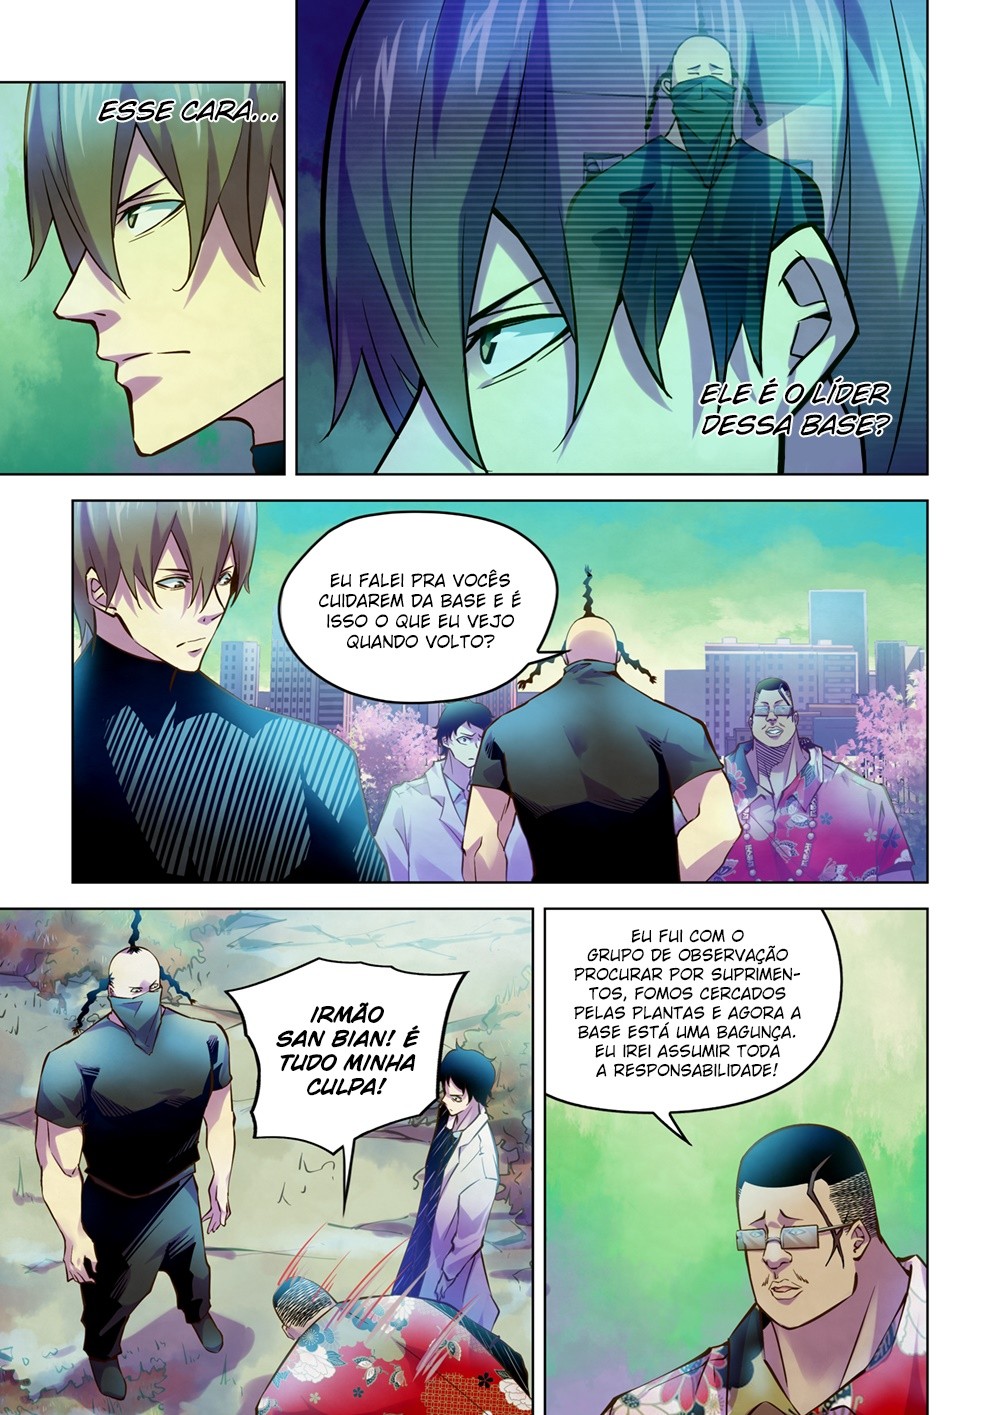 ESSE CARA...
ELE É O LÍDER
DESSA BASE?
EU FALEI PRA VOCÊS
CUIDAREM DA BASE E É
ISSO O QUE EU VEJO
QUANDO VOLTO?
IRMÃO
SAN BIAN! É
TUDO MINHA
CULPA!
EU FUI COM O
GRUPO DE OBSERVAÇÃO
PROCURAR POR SUPRIMEN-
TOS, FOMOS CERCADOS
PELAS PLANTAS E AGORA A
BASE ESTÁ UMA BAGUNÇA.
EU IREI ASSUMIR TODA
A RESPONSABILIDADE!